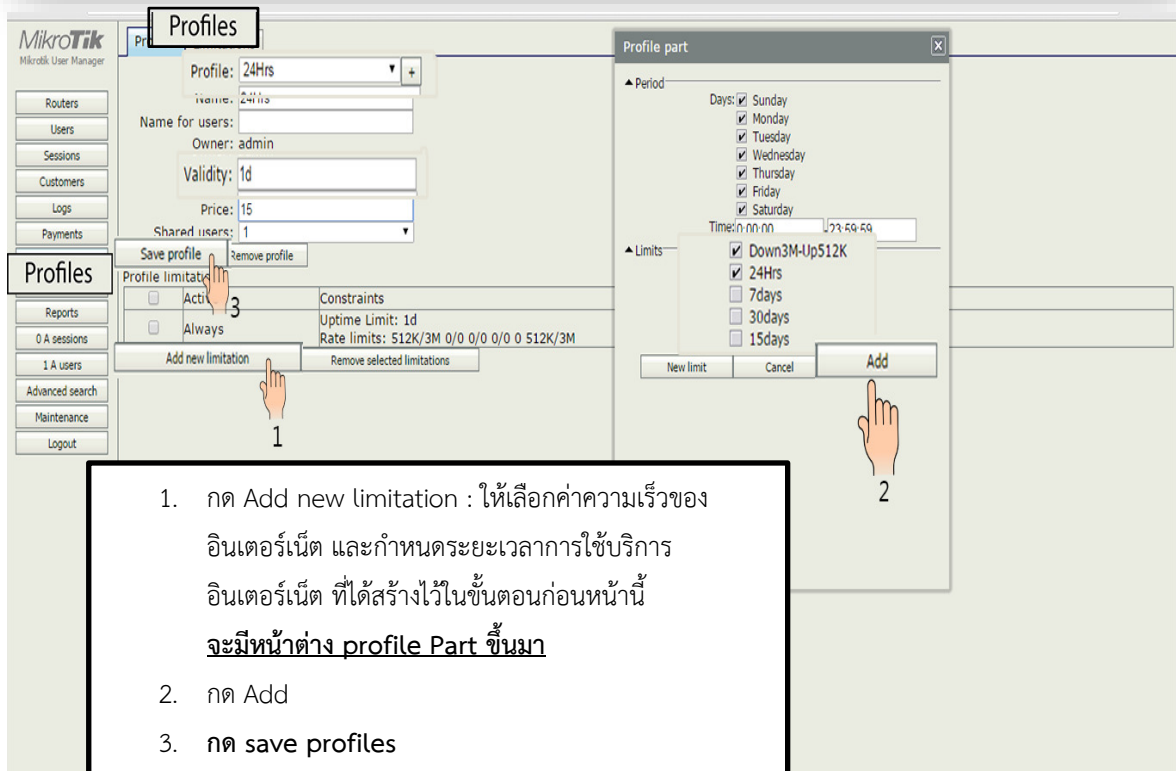 Profiles
MikroTik
Mikrotik User Manager
Routers
Users
Sessions
Customers
Logs
Payments
Profiles
Reports
0 A sessions
1 A users
Advanced search
Maintenance
Logout
Pr
Profile: 24Hrs +
Name: 24Hrs
Name for users:
Owner: admin
Validity: 1d
Price: 15
Shared users: 1
Save profile Remove profile
3
Constraints
Always
Uptime Limit: 1d
Rate limits: 512K/3M 0/0 0/0 0/0 0 512K/3M
Add new limitation Remove selected limitations
1
Profile part
Period
Days: Sunday
Monday
Tuesday
Wednesday
Thursday
Friday
Saturday
Time: 0:00:00 - 23:59:59
Limits
Down3M-Up512K
24Hrs
7days
30days
15days
New limit Cancel Add
2
1. กด Add new limitation : ให้เลือกค่าความเร็วของ
อินเตอร์เน็ต และกำหนดระยะเวลาการใช้บริการ
อินเตอร์เน็ต ที่ได้สร้างไว้ในขั้นตอนก่อนหน้านี้
จะมีหน้าต่าง profile Part ขึ้นมา
2. กด Add
3. กด save profiles